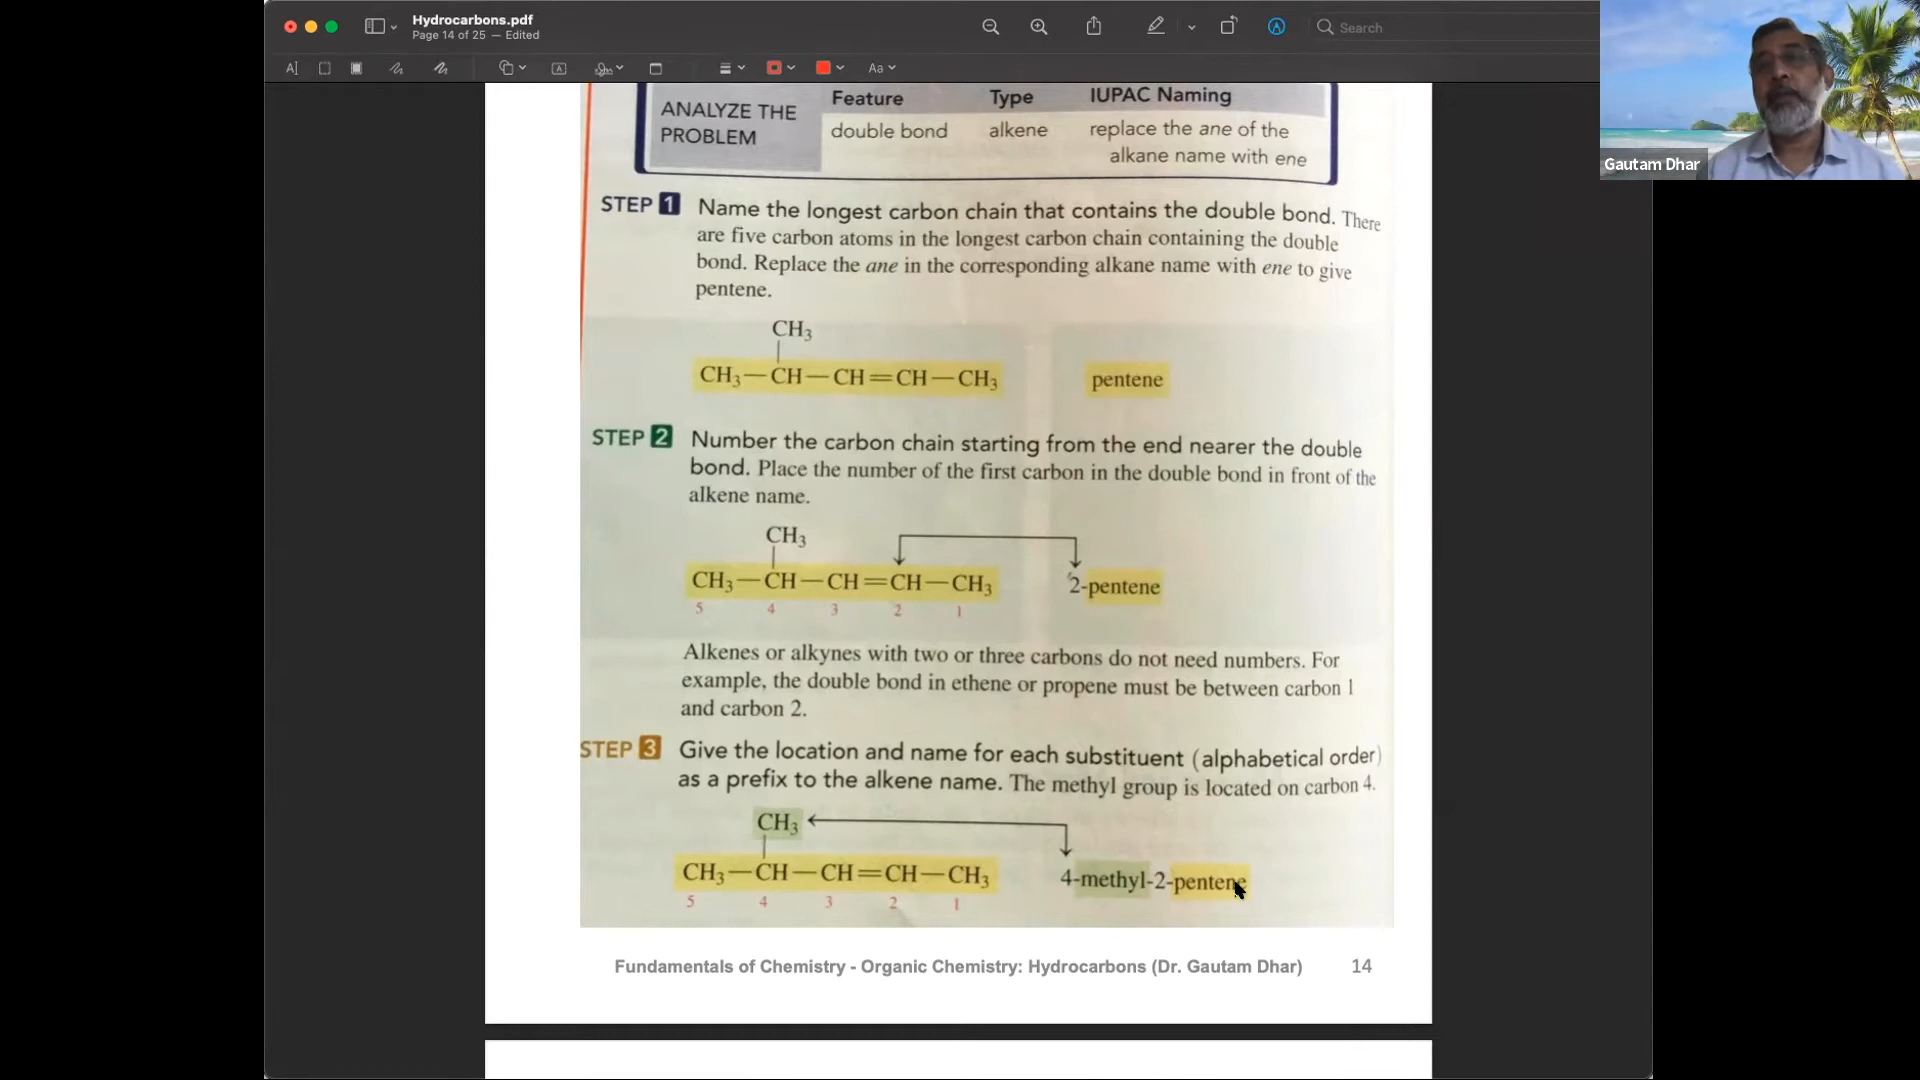 Hydrocarbons.pdf
Page 14 of 25 — Edited
Search
Aa
Gautam Dhar
ANALYZE THE PROBLEM
Feature Type IUPAC Naming
double bond alkene replace the ane of the
alkane name with ene
STEP 1 Name the longest carbon chain that contains the double bond. There
are five carbon atoms in the longest carbon chain containing the double
bond. Replace the ane in the corresponding alkane name with ene to give
pentene.
CH3
CH3—CH—CH=CH—CH3 pentene
STEP 2 Number the carbon chain starting from the end nearer the double
bond. Place the number of the first carbon in the double bond in front of the
alkene name.
CH3
CH3—CH—CH=CH—CH3 2-pentene
5 4 3 2 1
Alkenes or alkynes with two or three carbons do not need numbers. For
example, the double bond in ethene or propene must be between carbon 1
and carbon 2.
STEP 3 Give the location and name for each substituent (alphabetical order)
as a prefix to the alkene name. The methyl group is located on carbon 4.
CH3
CH3—CH—CH=CH—CH3 4-methyl-2-pentene
5 4 3 2 1
Fundamentals of Chemistry - Organic Chemistry: Hydrocarbons (Dr. Gautam Dhar) 14